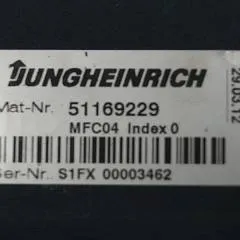 JUNGHEINRICH
Mat-Nr. 51169229
MFC04 Index 0
Ser-Nr.. S1FX 00003462
29.03.12